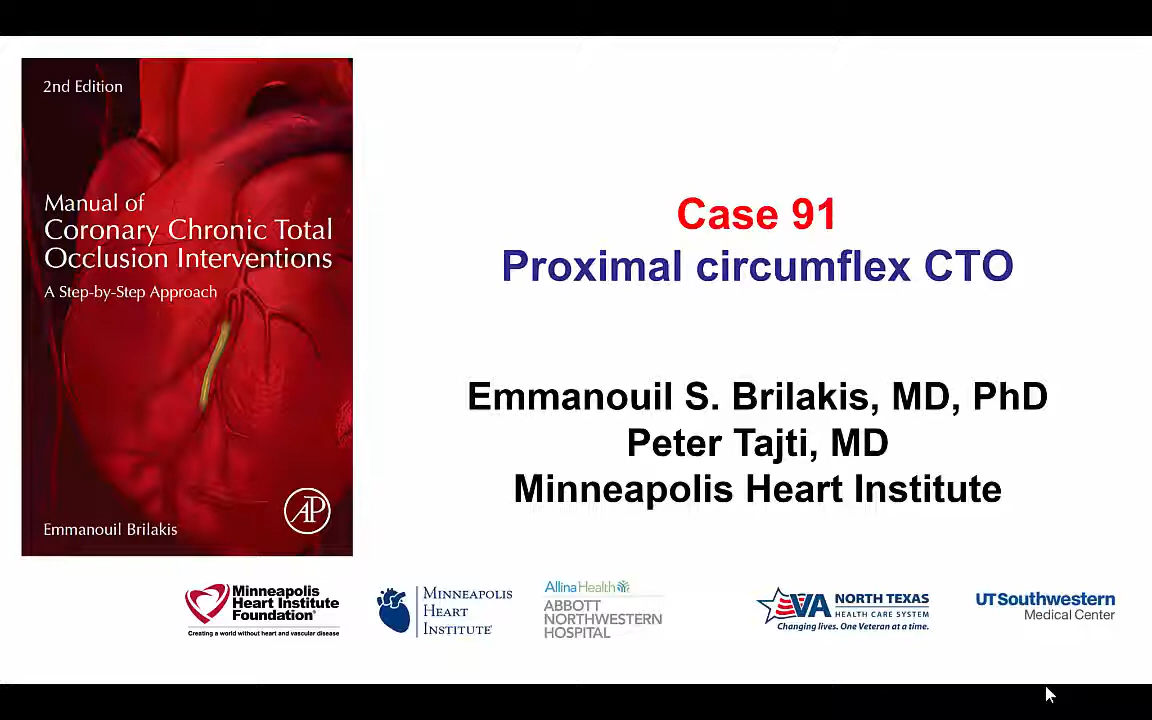 2nd Edition
Manual of
Coronary Chronic Total
Occlusion Interventions
A Step-by-Step Approach
AP
Emmanouil Brilakis
Case 91
Proximal circumflex CTO
Emmanouil S. Brilakis, MD, PhD
Peter Tajti, MD
Minneapolis Heart Institute
Minneapolis
Heart Institute
Foundation®
Creating a world without heart and vascular disease
MINNEAPOLIS
HEART
INSTITUTE®
Allina Health
ABBOTT
NORTHWESTERN
HOSPITAL
VA NORTH TEXAS
HEALTH CARE SYSTEM
Changing lives. One Veteran at a time.
UTSouthwestern
Medical Center